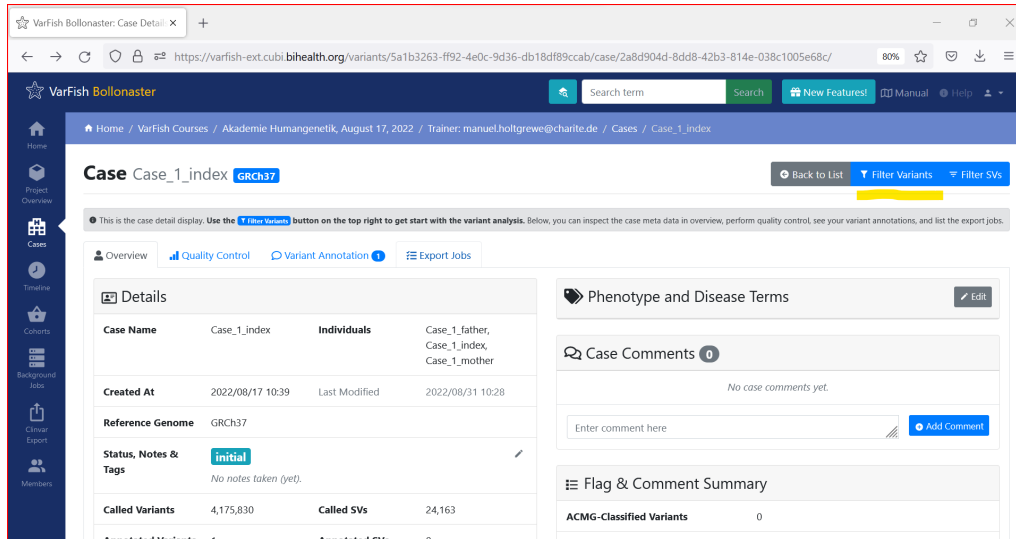 VarFish Bollonaster: Case Detail
https://varfish-ext.cubi.bihealth.org/variants/5a1b3263-ff92-4e0c-9d36-db18df89ccab/case/2a8d904d-8dd8-42b3-814e-038c1005e68c/ 80%
VarFish Bollonaster Search term Search New Features! Manual Help
Home / VarFish Courses / Akademie Humangenetik, August 17, 2022 / Trainer: manuel.holtgrewe@charite.de / Cases / Case_1_index
Home
Project
Overview
Cases
Timeline
Cohorts
Background
Jobs
Clinvar
Export
Members
Case Case_1_index GRCh37 Back to List Filter Variants Filter SVs
This is the case detail display. Use the Filter Variants button on the top right to get start with the variant analysis. Below, you can inspect the case meta data in overview, perform quality control, see your variant annotations, and list the export jobs.
Overview Quality Control Variant Annotation 1 Export Jobs
Details
Case Name Case_1_index Individuals Case_1_father,
Case_1_index,
Case_1_mother
Created At 2022/08/17 10:39 Last Modified 2022/08/31 10:28
Reference Genome GRCh37
Status, Notes &
Tags
initial
No notes taken (yet).
Called Variants 4,175,830 Called SVs 24,163
Annotated Variants 1 Annotated SVs 0
Phenotype and Disease Terms Edit
Case Comments 0
No case comments yet.
Enter comment here Add Comment
Flag & Comment Summary
ACMG-Classified Variants 0